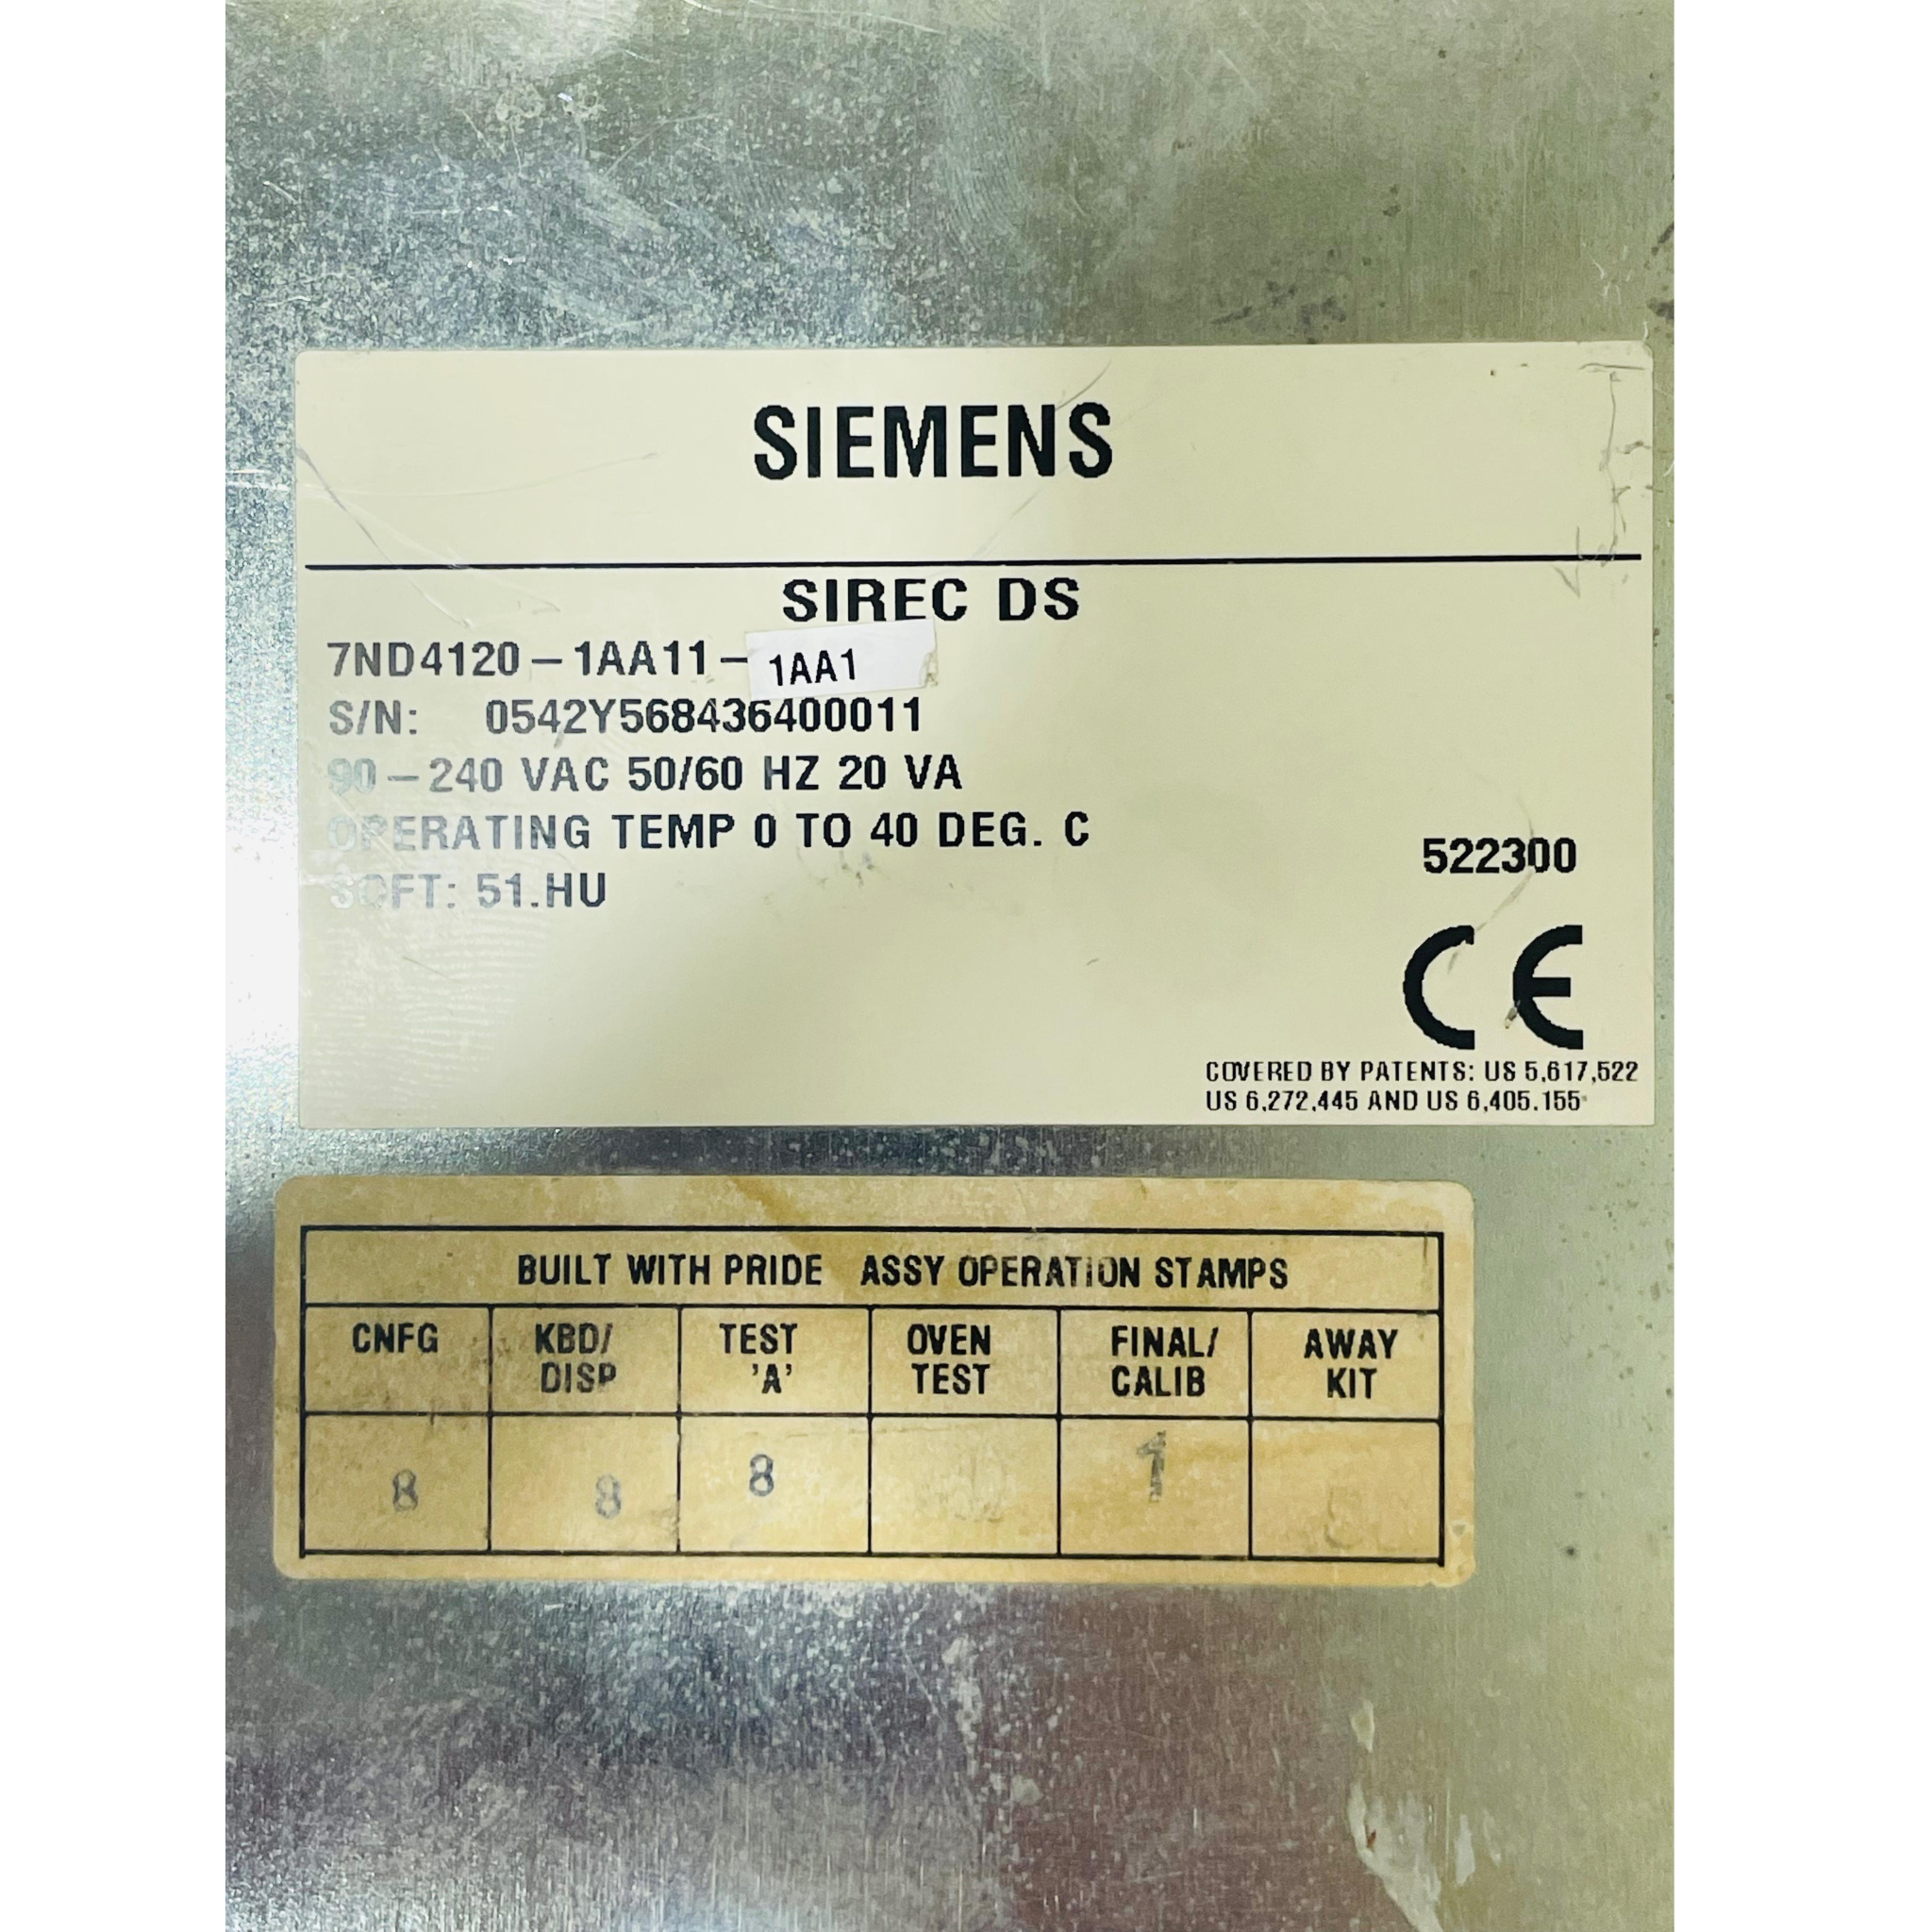 SIEMENS
SIREC DS
7ND4120-1AA11-1AA1
S/N: 0542Y568436400011
90-240 VAC 50/60 HZ 20 VA
OPERATING TEMP 0 TO 40 DEG. C
522300
SOFT: 51.HU
CE
COVERED BY PATENTS: US 5,617,522
US 6,272,445 AND US 6,405.155
BUILT WITH PRIDE ASSY OPERATION STAMPS
CNFG KBD/ TEST OVEN FINAL/ AWAY
DISP 'A' TEST CALIB KIT
8 8 8 1